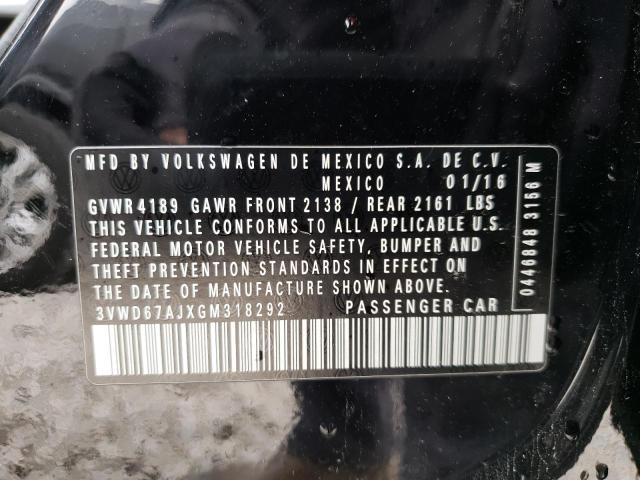 MFD BY VOLKSWAGEN DE MEXICO S.A. DE C.V.
MEXICO 01/16
GVWR 4189 GAWR FRONT 2138 / REAR 2161 LBS
THIS VEHICLE CONFORMS TO ALL APPLICABLE U.S.
FEDERAL MOTOR VEHICLE SAFETY, BUMPER AND
THEFT PREVENTION STANDARDS IN EFFECT ON
THE DATE OF MANUFACTURE SHOWN ABOVE.
3VWD67AJXGM318292 PASSENGER CAR
0446848 3156 M